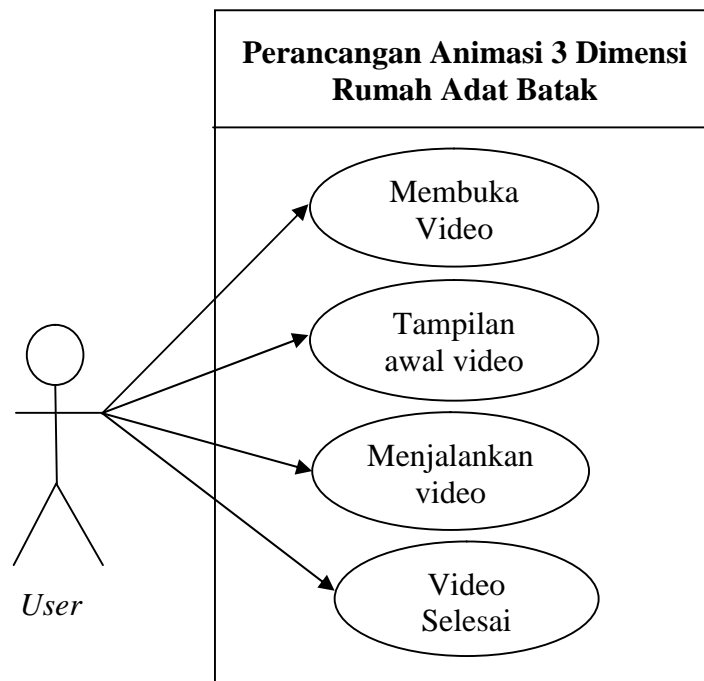 Perancangan Animasi 3 Dimensi
Rumah Adat Batak
Membuka
Video
Tampilan
awal video
Menjalankan
video
Video
Selesai
User